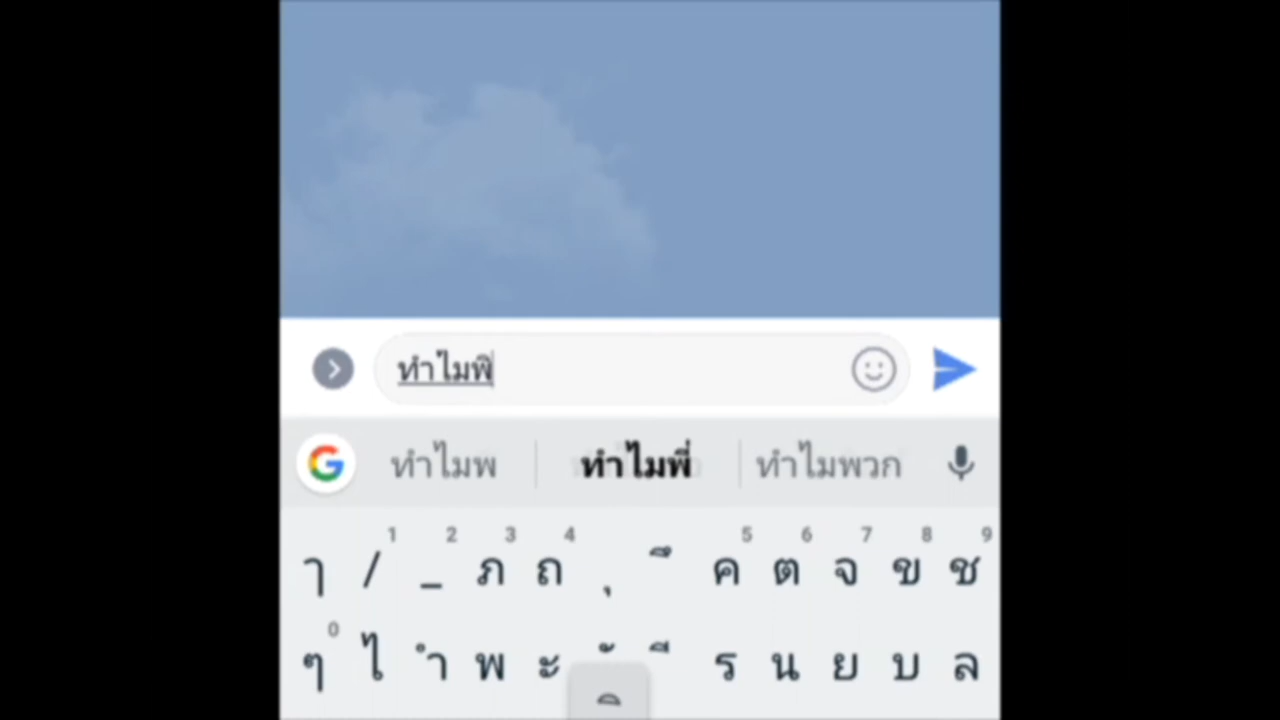 ทำไมพิ
ทำไมพ ทำไมพี่ ทำไมพวก
1 2 3 4 5 6 7 8 9
ๅ / _ ภ ถ ุ ึ ค ต จ ข ช
0
ๆ ไ ำ พ ะ ั ี ร น ย บ ล
ิ